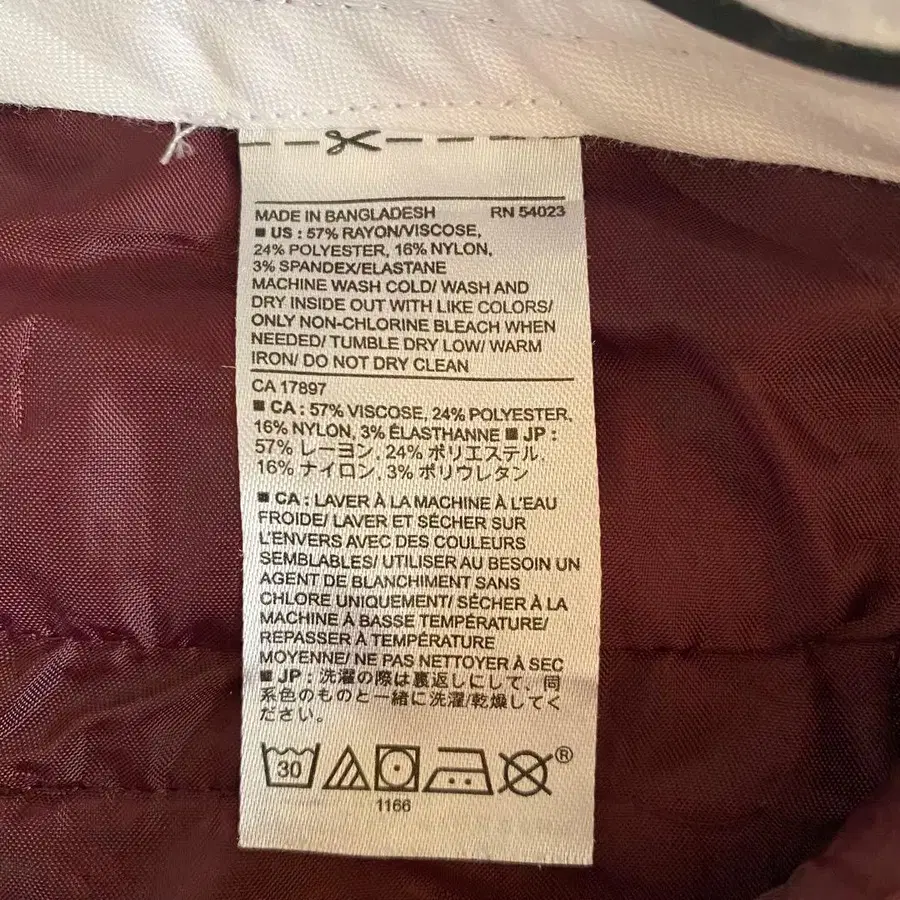 MADE IN BANGLADESH RN 54023
■ US : 57% RAYON/VISCOSE,
24% POLYESTER, 16% NYLON,
3% SPANDEX/ELASTANE
MACHINE WASH COLD/ WASH AND
DRY INSIDE OUT WITH LIKE COLORS/
ONLY NON-CHLORINE BLEACH WHEN
NEEDED/ TUMBLE DRY LOW/ WARM
IRON/ DO NOT DRY CLEAN
CA 17897
■ CA : 57% VISCOSE, 24% POLYESTER,
16% NYLON, 3% ÉLASTHANNE ■ JP :
57% レーヨン, 24% ポリエステル,
16% ナイロン, 3% ポリウレタン
■ CA : LAVER À LA MACHINE À L'EAU
FROIDE/ LAVER ET SÉCHER SUR
L'ENVERS AVEC DES COULEURS
SEMBLABLES/ UTILISER AU BESOIN UN
AGENT DE BLANCHIMENT SANS
CHLORE UNIQUEMENT/ SÉCHER À LA
MACHINE À BASSE TEMPÉRATURE/
REPASSER À TEMPÉRATURE
MOYENNE/ NE PAS NETTOYER À SEC
■ JP : 洗濯の際は裏返しにして、同
系色のものと一緒に洗濯/乾燥してく
ださい。
30 ®
1166